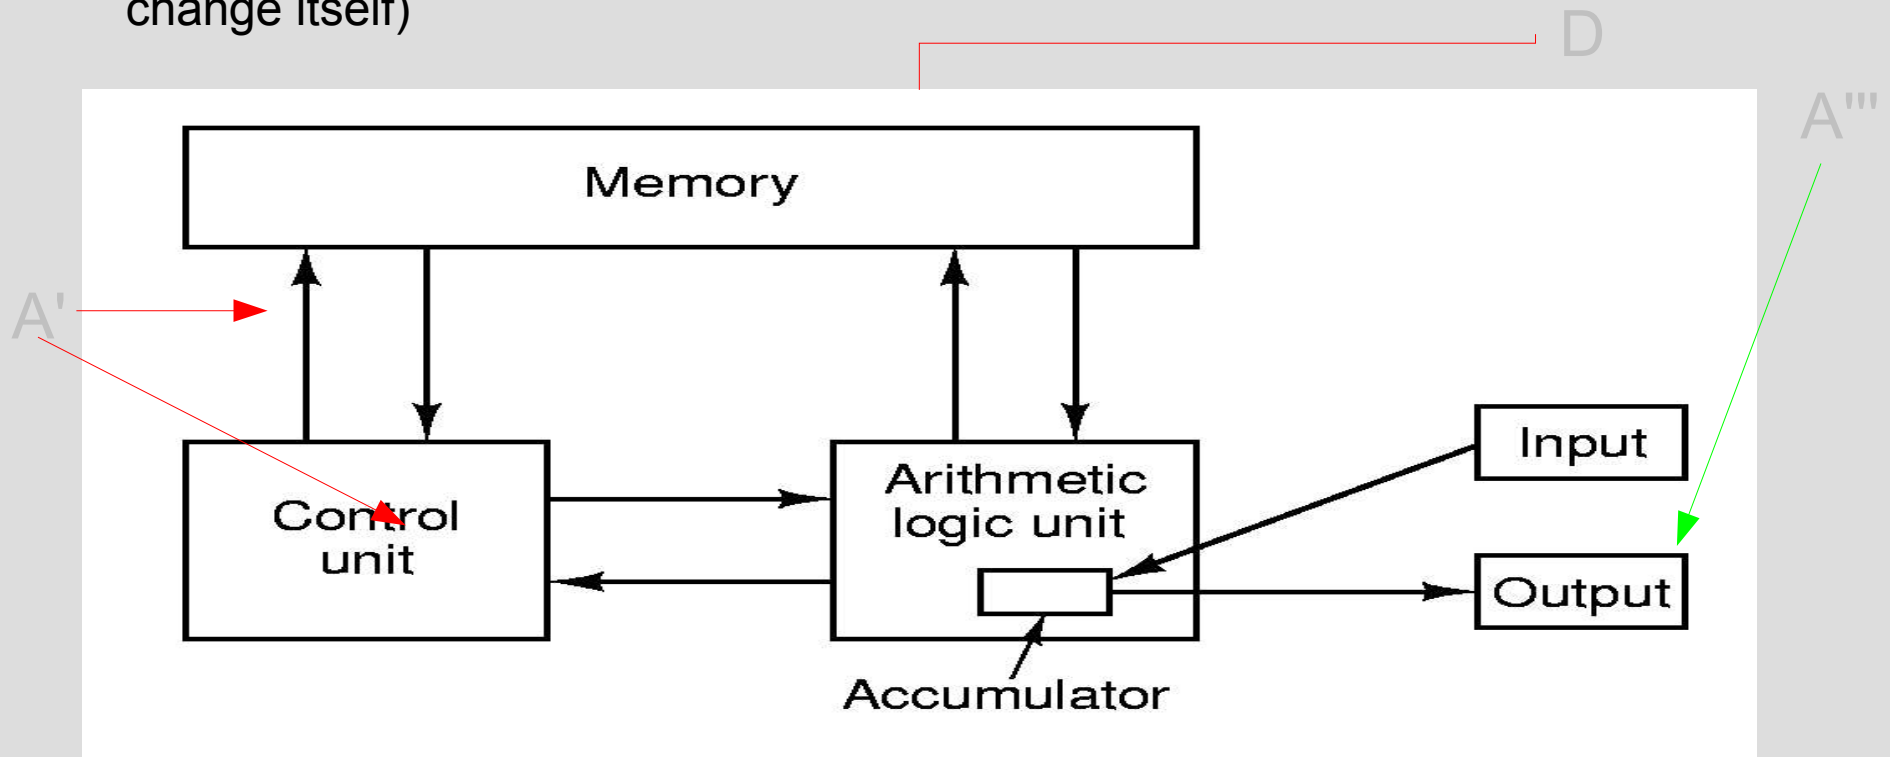 change itself)
D
A'''
Memory
A'
Control
unit
Arithmetic
logic unit
Input
Output
Accumulator